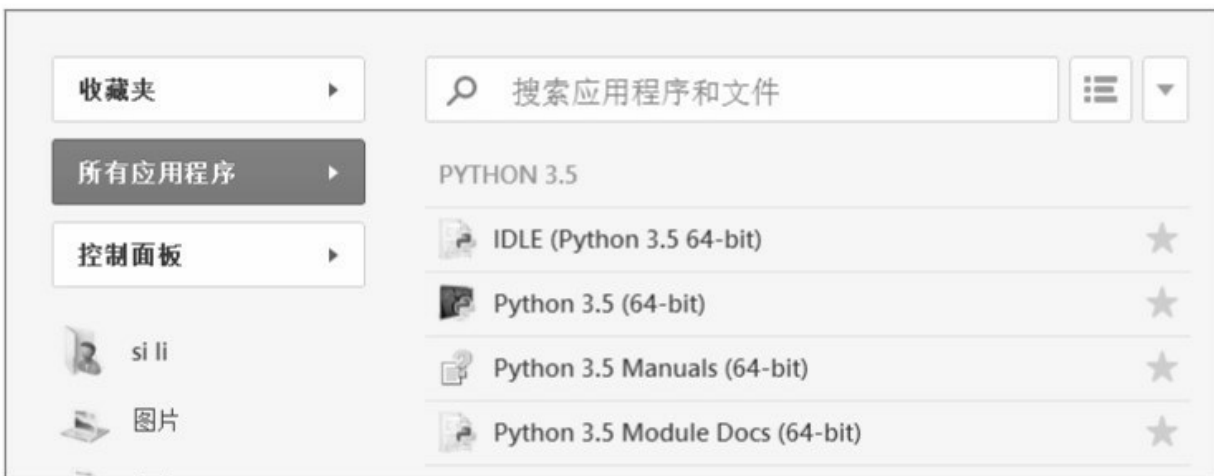 收藏夹
所有应用程序
控制面板
si li
图片
搜索应用程序和文件
PYTHON 3.5
IDLE (Python 3.5 64-bit)
Python 3.5 (64-bit)
Python 3.5 Manuals (64-bit)
Python 3.5 Module Docs (64-bit)